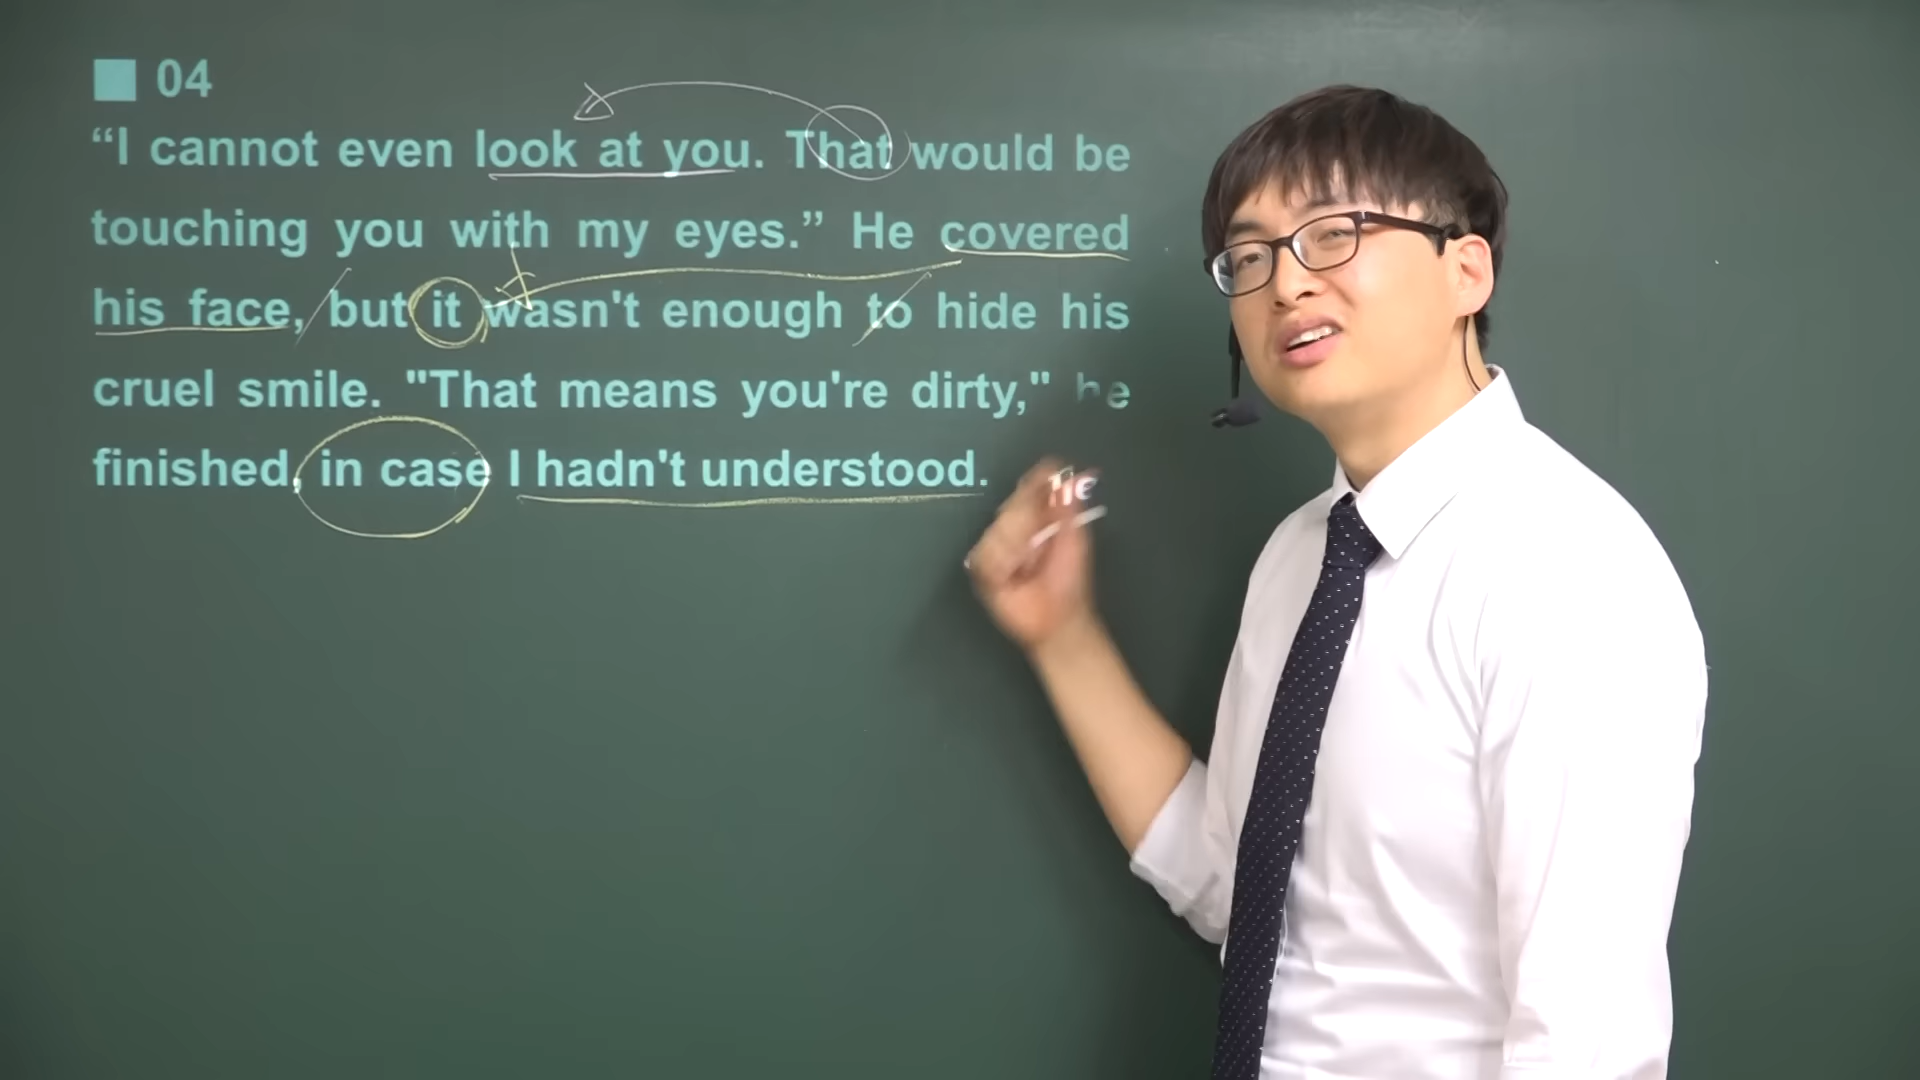 04
“I cannot even look at you. That would be
touching you with my eyes.” He covered
his face, but it wasn't enough to hide his
cruel smile. "That means you're dirty," he
finished, in case I hadn't understood.